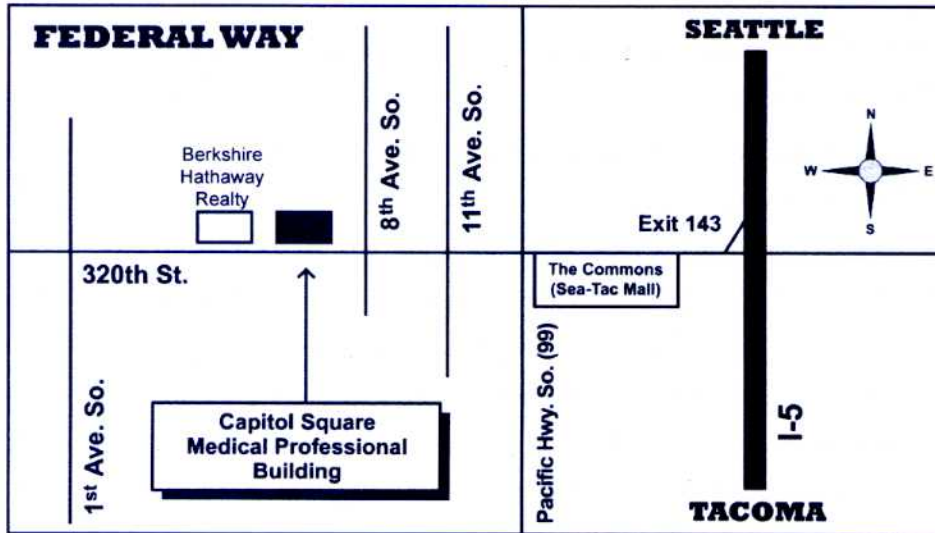 FEDERAL WAY
SEATTLE
8th Ave. So.
11th Ave. So.
N
W
E
S
Berkshire
Hathaway
Realty
Exit 143
320th St.
The Commons
(Sea-Tac Mall)
1st Ave. So.
Capitol Square
Medical Professional
Building
Pacific Hwy. So. (99)
I-5
TACOMA